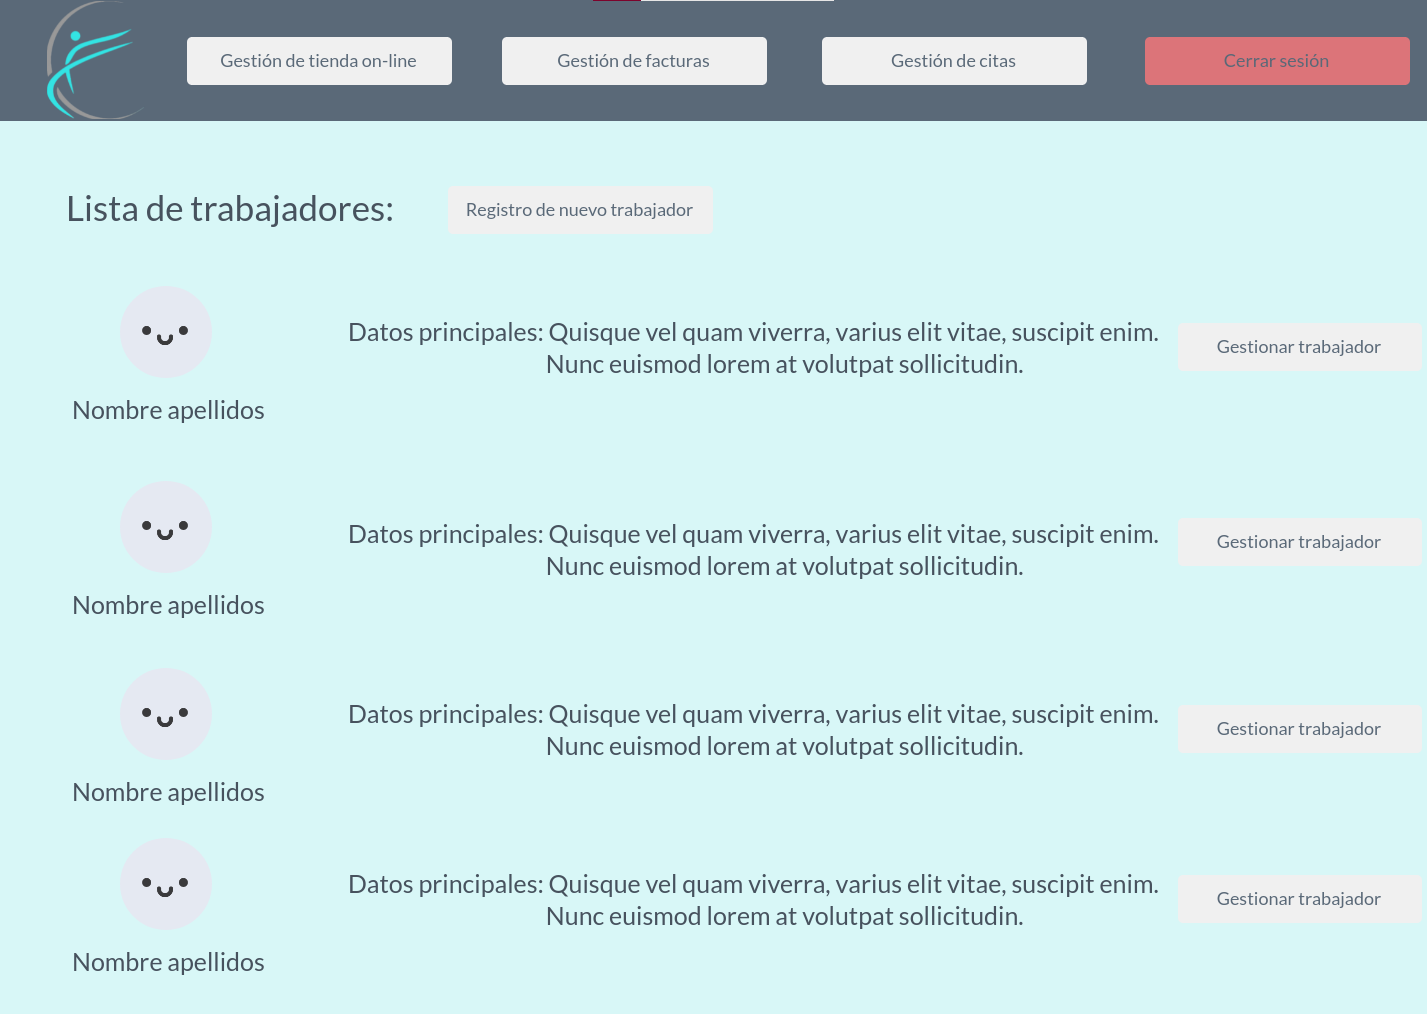 Gestión de tienda on-line
Gestión de facturas
Gestión de citas
Cerrar sesión
Lista de trabajadores:
Registro de nuevo trabajador
Datos principales: Quisque vel quam viverra, varius elit vitae, suscipit enim.
Nunc euismod lorem at volutpat sollicitudin.
Gestionar trabajador
Nombre apellidos
Datos principales: Quisque vel quam viverra, varius elit vitae, suscipit enim.
Nunc euismod lorem at volutpat sollicitudin.
Gestionar trabajador
Nombre apellidos
Datos principales: Quisque vel quam viverra, varius elit vitae, suscipit enim.
Nunc euismod lorem at volutpat sollicitudin.
Gestionar trabajador
Nombre apellidos
Datos principales: Quisque vel quam viverra, varius elit vitae, suscipit enim.
Nunc euismod lorem at volutpat sollicitudin.
Gestionar trabajador
Nombre apellidos